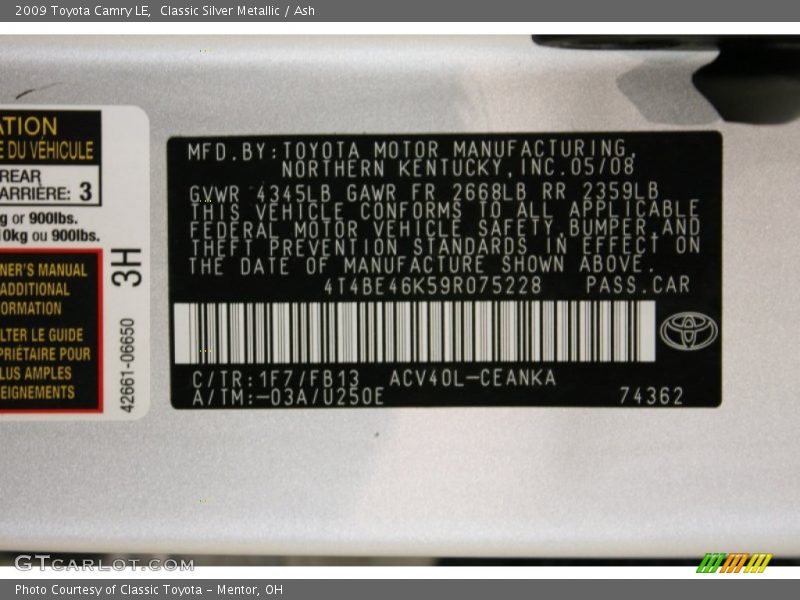 2009 Toyota Camry LE,  Classic Silver Metallic / Ash
ATION
E DU VÉHICULE
REAR
ARRIÈRE: 3
g or 900lbs.
10kg ou 900lbs.
NER'S MANUAL
ADDITIONAL
ORMATION
LTER LE GUIDE
PRIÉTAIRE POUR
LUS AMPLES
EIGNEMENTS
3H
42661-06650
MFD.BY:TOYOTA MOTOR MANUFACTURING,
NORTHERN KENTUCKY,INC.05/08
GVWR 4345LB GAWR FR 2668LB RR 2359LB
THIS VEHICLE CONFORMS TO ALL APPLICABLE
FEDERAL MOTOR VEHICLE SAFETY,BUMPER,AND
THEFT PREVENTION STANDARDS IN EFFECT ON
THE DATE OF MANUFACTURE SHOWN ABOVE.
4T4BE46K59R075228 PASS.CAR
C/TR:1F7/FB13 ACV40L-CEANKA
A/TM:-03A/U250E 74362
GTCARLOT.COM
Photo Courtesy of Classic Toyota - Mentor, OH